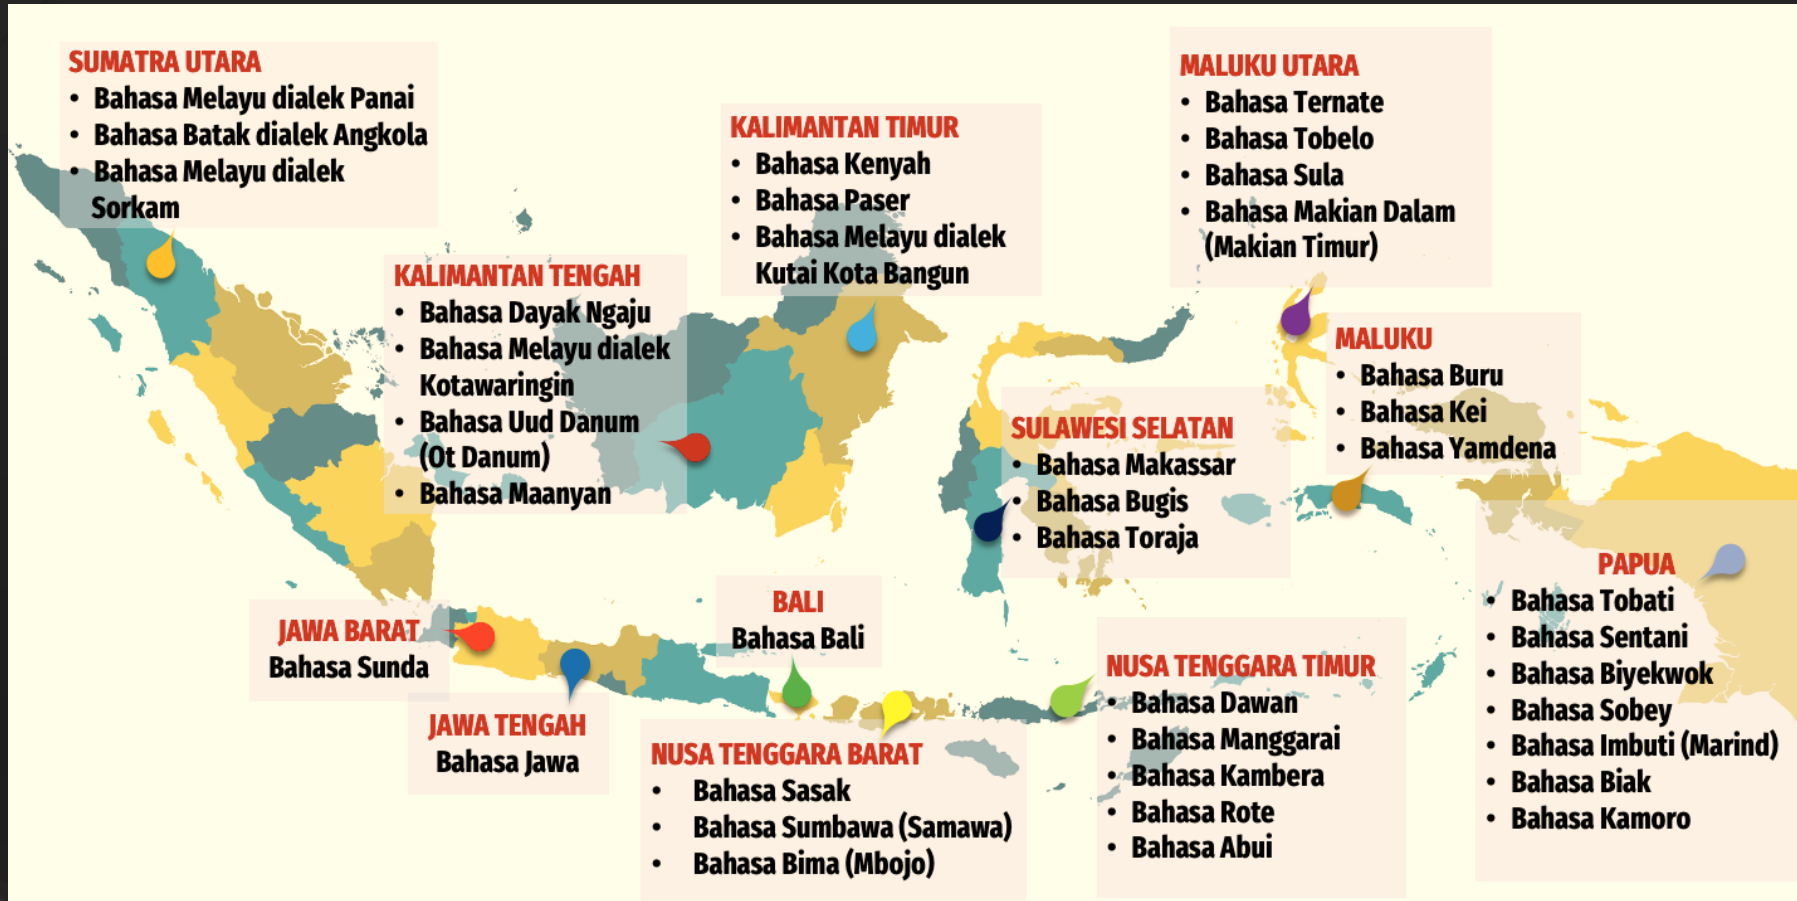 SUMATRA UTARA
• Bahasa Melayu dialek Panai
• Bahasa Batak dialek Angkola
• Bahasa Melayu dialek
Sorkam
KALIMANTAN TENGAH
• Bahasa Dayak Ngaju
• Bahasa Melayu dialek
Kotawaringin
• Bahasa Uud Danum
(Ot Danum)
• Bahasa Maanyan
KALIMANTAN TIMUR
• Bahasa Kenyah
• Bahasa Paser
• Bahasa Melayu dialek
Kutai Kota Bangun
MALUKU UTARA
• Bahasa Ternate
• Bahasa Tobelo
• Bahasa Sula
• Bahasa Makian Dalam
(Makian Timur)
MALUKU
• Bahasa Buru
• Bahasa Kei
• Bahasa Yamdena
SULAWESI SELATAN
• Bahasa Makassar
• Bahasa Bugis
• Bahasa Toraja
JAWA BARAT
Bahasa Sunda
JAWA TENGAH
Bahasa Jawa
BALI
Bahasa Bali
NUSA TENGGARA BARAT
• Bahasa Sasak
• Bahasa Sumbawa (Samawa)
• Bahasa Bima (Mbojo)
NUSA TENGGARA TIMUR
• Bahasa Dawan
• Bahasa Manggarai
• Bahasa Kambera
• Bahasa Rote
• Bahasa Abui
PAPUA
• Bahasa Tobati
• Bahasa Sentani
• Bahasa Biyekwok
• Bahasa Sobey
• Bahasa Imbuti (Marind)
• Bahasa Biak
• Bahasa Kamoro